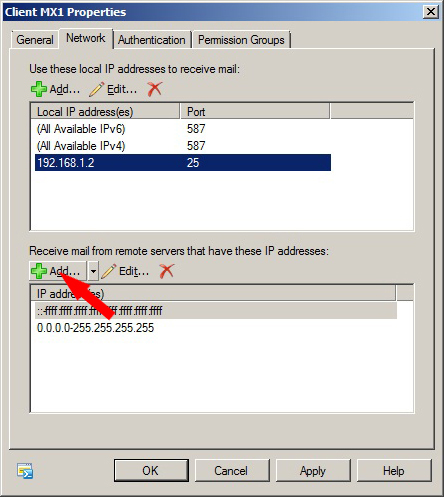 Client MX1 Properties
General Network Authentication Permission Groups
Use these local IP addresses to receive mail:
Add... Edit...
Local IP address(es) Port
(All Available IPv6) 587
(All Available IPv4) 587
192.168.1.2 25
Receive mail from remote servers that have these IP addresses:
Add... Edit...
IP address(es)
::-ffff:ffff:ffff:ffff:ffff:ffff:ffff:ffff
0.0.0.0-255.255.255.255
OK Cancel Apply Help